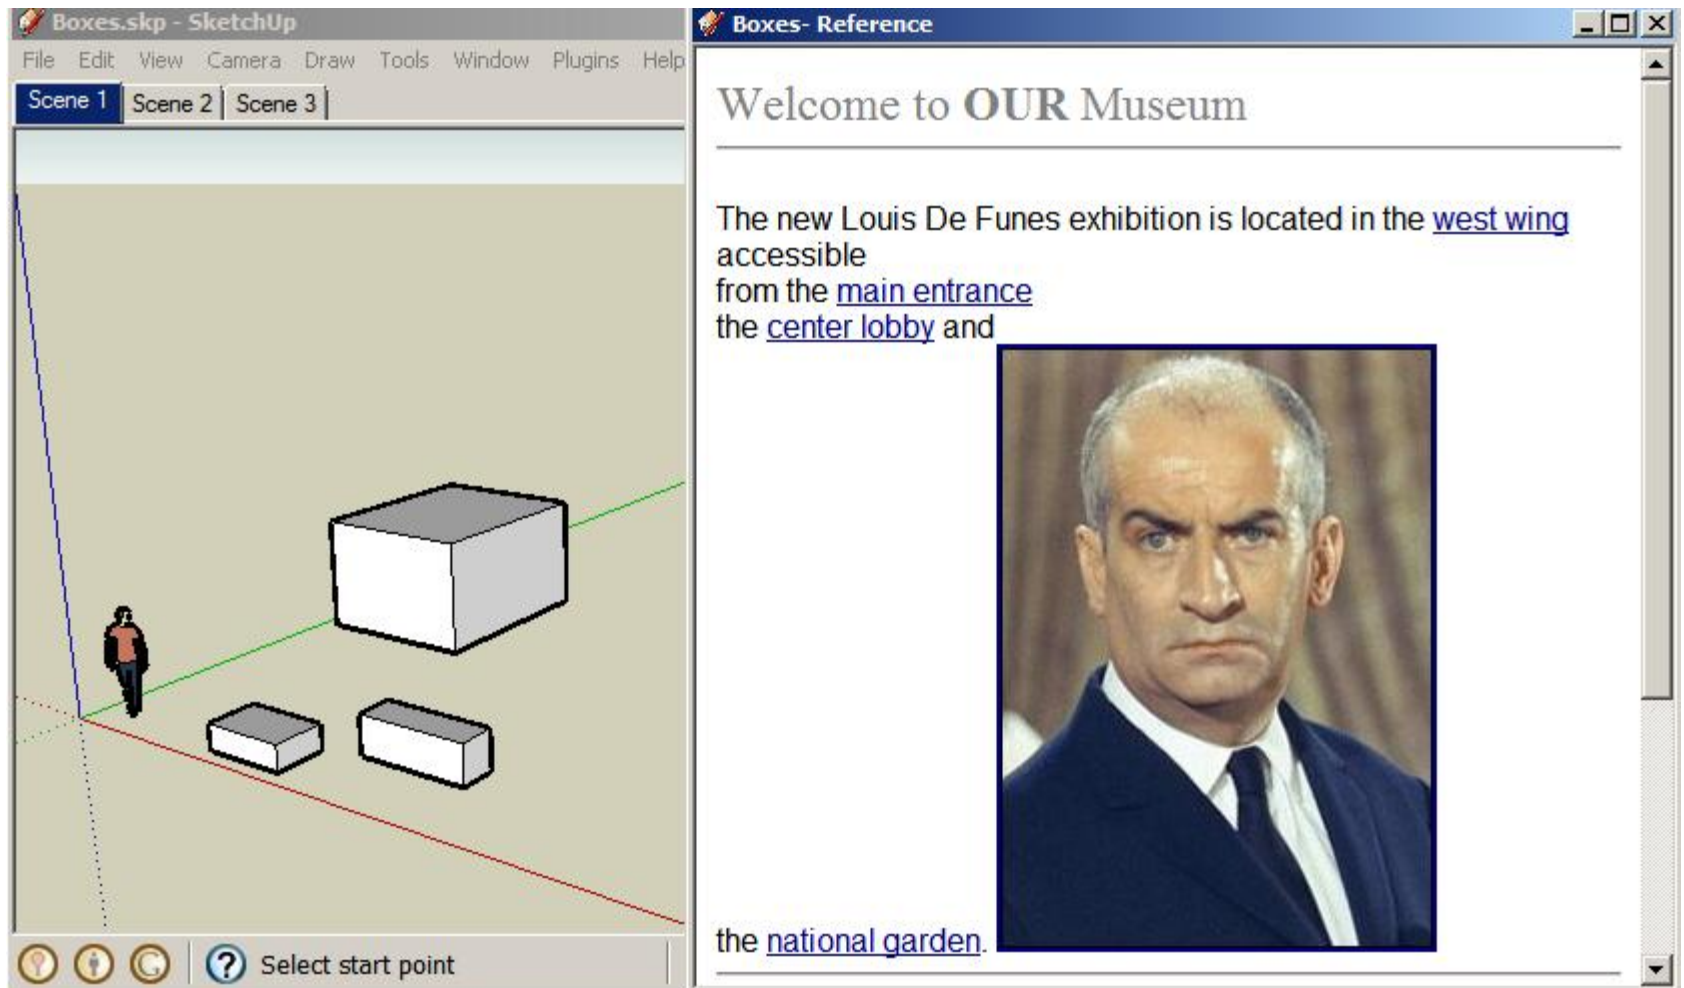 Boxes.skp - SketchUp
File Edit View Camera Draw Tools Window Plugins Help
Scene 1 Scene 2 Scene 3
Select start point
Boxes- Reference
Welcome to OUR Museum
The new Louis De Funes exhibition is located in the west wing
accessible
from the main entrance
the center lobby and
the national garden.